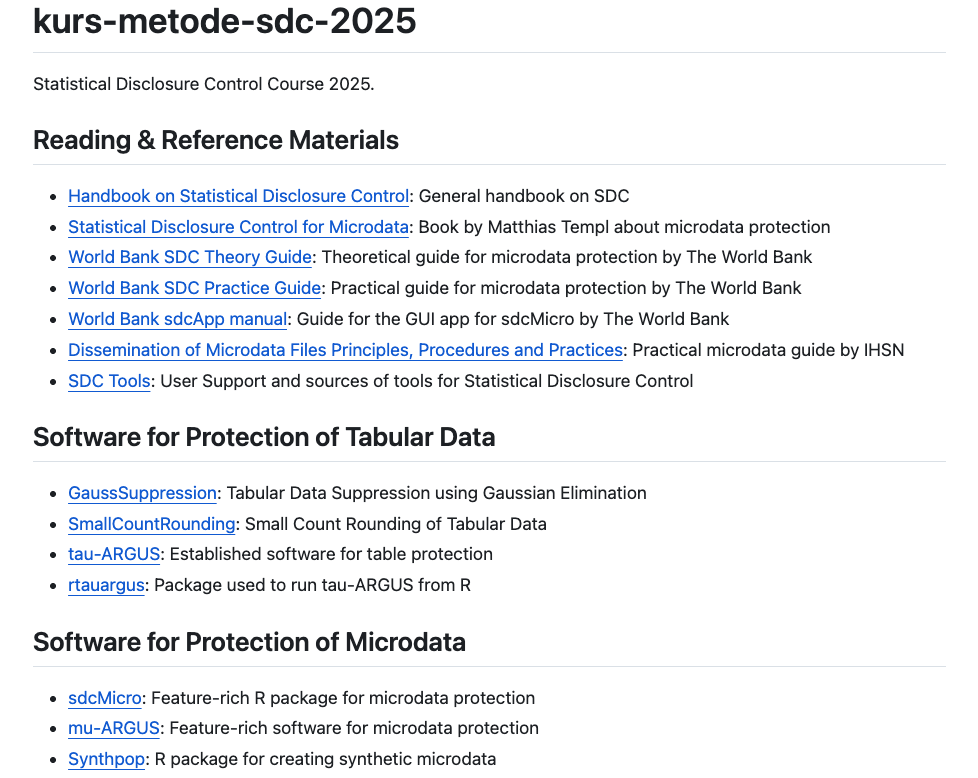 kurs-metode-sdc-2025
Statistical Disclosure Control Course 2025.
Reading & Reference Materials
• Handbook on Statistical Disclosure Control: General handbook on SDC
• Statistical Disclosure Control for Microdata: Book by Matthias Templ about microdata protection
• World Bank SDC Theory Guide: Theoretical guide for microdata protection by The World Bank
• World Bank SDC Practice Guide: Practical guide for microdata protection by The World Bank
• World Bank sdcApp manual: Guide for the GUI app for sdcMicro by The World Bank
• Dissemination of Microdata Files Principles, Procedures and Practices: Practical microdata guide by IHSN
• SDC Tools: User Support and sources of tools for Statistical Disclosure Control
Software for Protection of Tabular Data
• GaussSuppression: Tabular Data Suppression using Gaussian Elimination
• SmallCountRounding: Small Count Rounding of Tabular Data
• tau-ARGUS: Established software for table protection
• rtauargus: Package used to run tau-ARGUS from R
Software for Protection of Microdata
• sdcMicro: Feature-rich R package for microdata protection
• mu-ARGUS: Feature-rich software for microdata protection
• Synthpop: R package for creating synthetic microdata